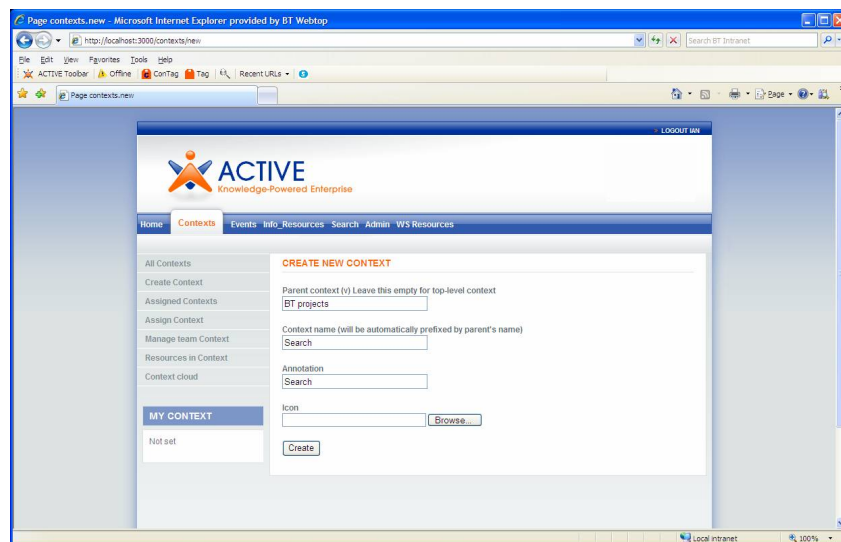 Page contexts.new - Microsoft Internet Explorer provided by BT Webtop
http://localhost:3000/contexts/new
Search BT Intranet
File Edit View Favorites Tools Help
ACTIVE Toolbar Offline ConTag Tag Recent URLs
Page contexts.new
Page
LOGOUT IAN
ACTIVE
Knowledge-Powered Enterprise
Home Contexts Events Info_Resources Search Admin WS Resources
All Contexts
Create Context
Assigned Contexts
Assign Context
Manage team Context
Resources in Context
Context cloud
MY CONTEXT
Not set
CREATE NEW CONTEXT
Parent context (v) Leave this empty for top-level context
BT projects
Context name (will be automatically prefixed by parent's name)
Search
Annotation
Search
Icon
Browse...
Create
Local intranet 100%